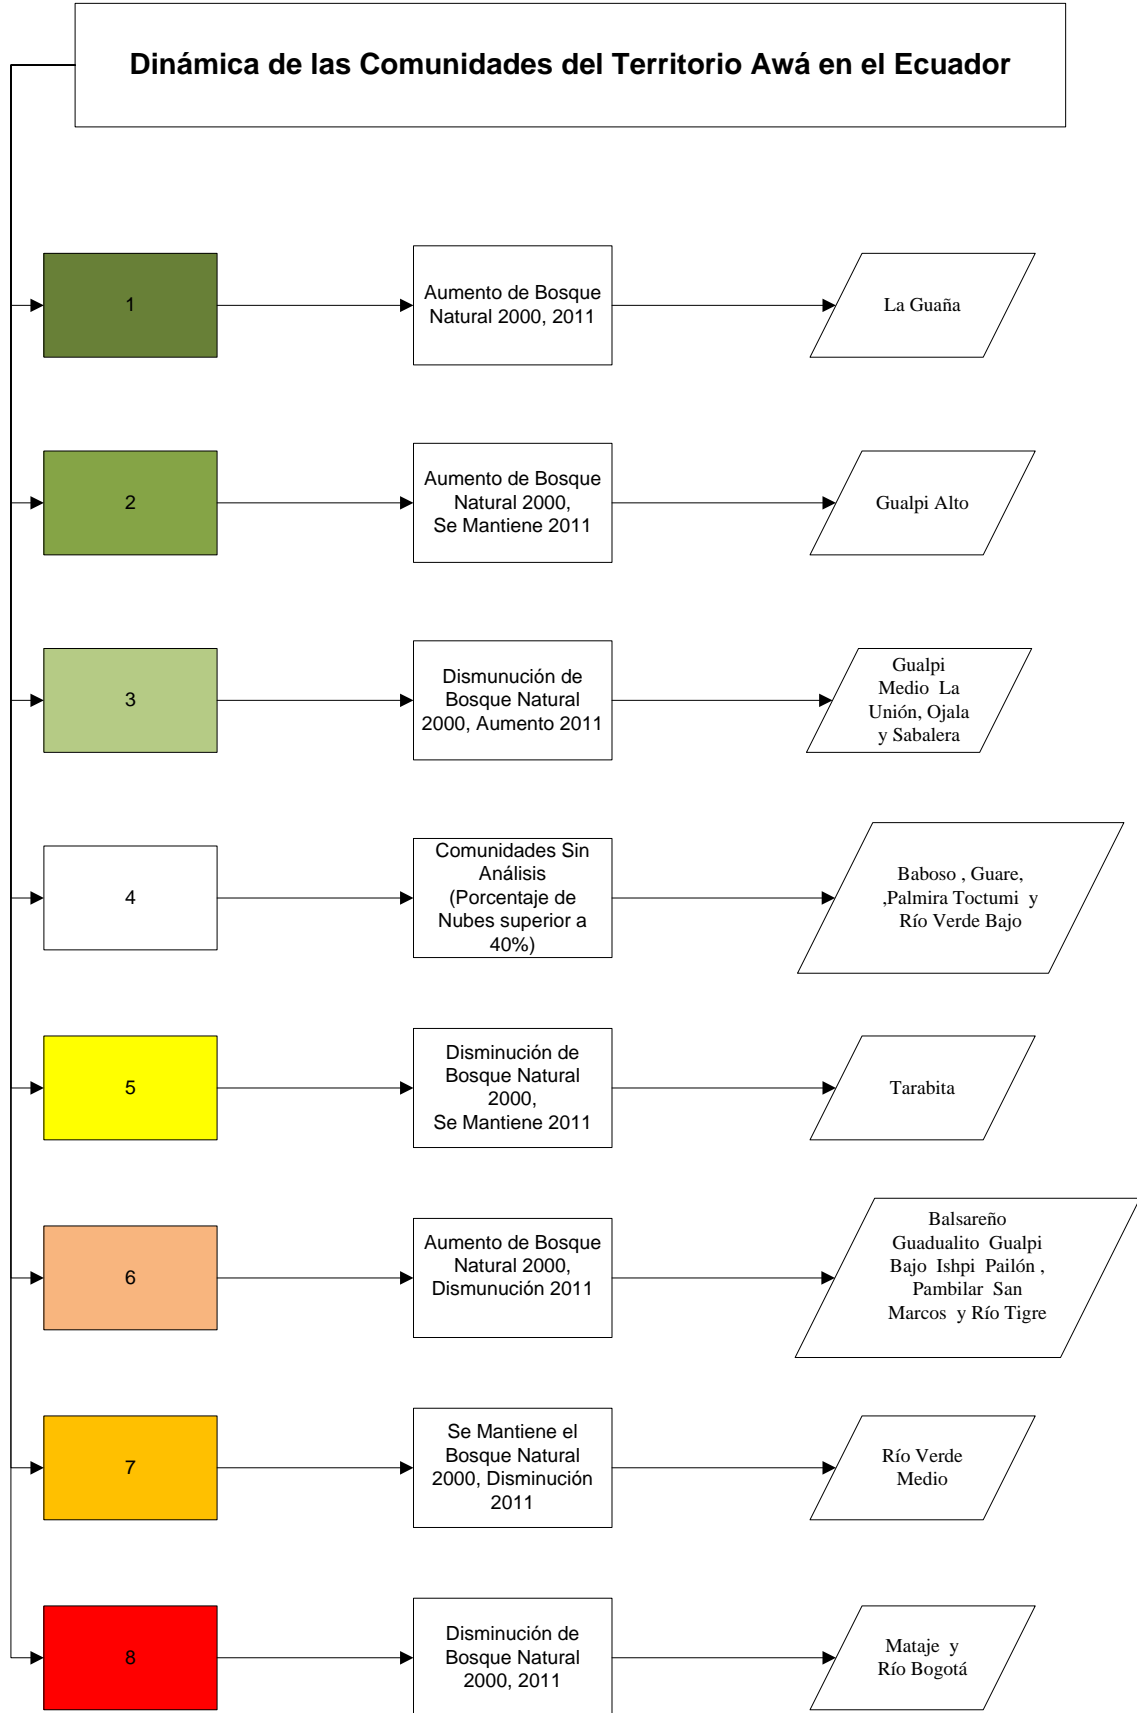 Dinámica de las Comunidades del Territorio Awá en el Ecuador
1
Aumento de Bosque
Natural 2000, 2011
La Guaña
2
Aumento de Bosque
Natural 2000,
Se Mantiene 2011
Gualpi Alto
3
Dismunución de
Bosque Natural
2000, Aumento 2011
Gualpi
Medio La
Unión, Ojala
y Sabalera
4
Comunidades Sin
Análisis
(Porcentaje de
Nubes superior a
40%)
Baboso , Guare,
,Palmira Toctumi y
Río Verde Bajo
5
Disminución de
Bosque Natural
2000,
Se Mantiene 2011
Tarabita
6
Aumento de Bosque
Natural 2000,
Dismunución 2011
Balsareño
Guadualito Gualpi
Bajo Ishpi Pailón ,
Pambilar San
Marcos y Río Tigre
7
Se Mantiene el
Bosque Natural
2000, Disminución
2011
Río Verde
Medio
8
Disminución de
Bosque Natural
2000, 2011
Mataje y
Río Bogotá